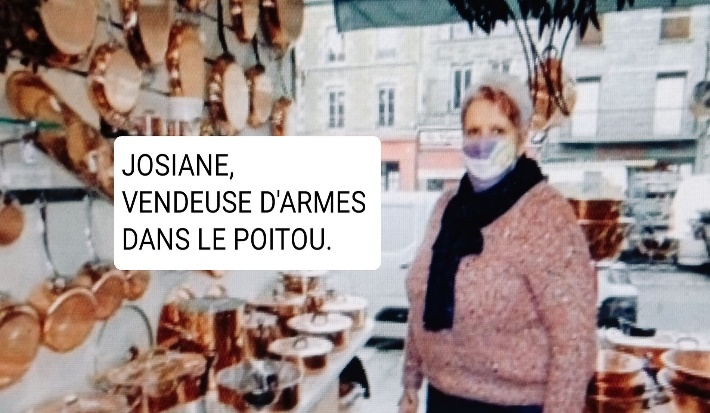 JOSIANE,
VENDEUSE D'ARMES
DANS LE POITOU.